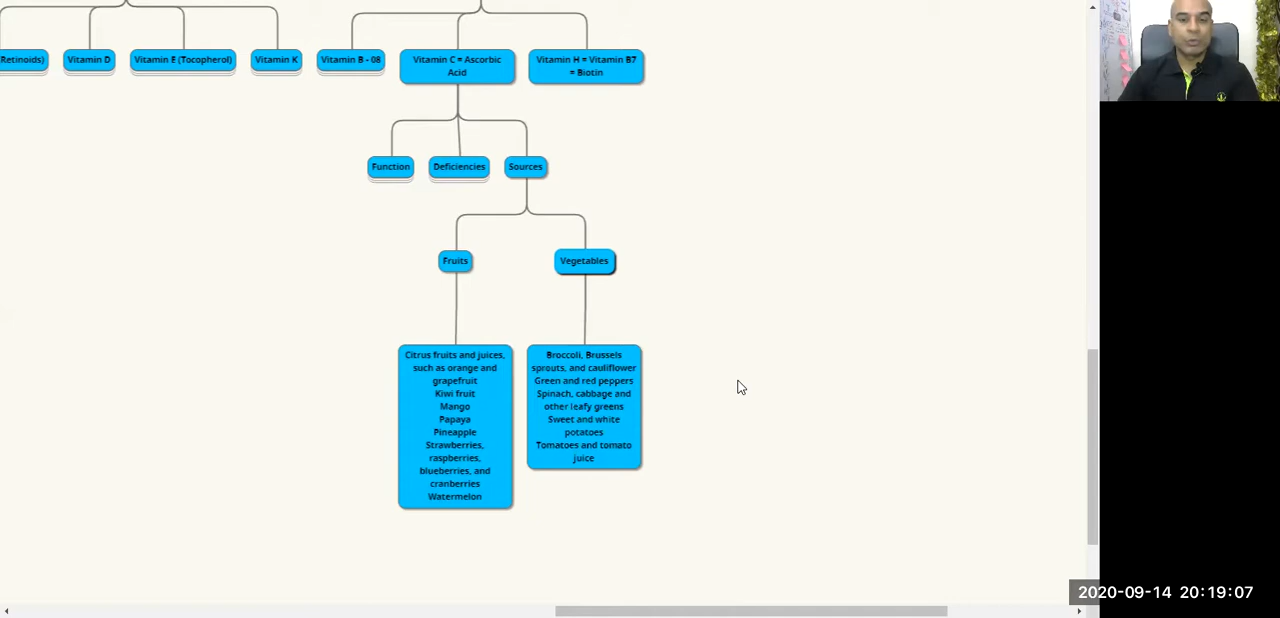 Retinoids)
Vitamin D
Vitamin E (Tocopherol)
Vitamin K
Vitamin B - 08
Vitamin C = Ascorbic
Acid
Vitamin H = Vitamin B7
= Biotin
Function
Deficiencies
Sources
Fruits
Vegetables
Citrus fruits and juices,
such as orange and
grapefruit
Kiwi fruit
Mango
Papaya
Pineapple
Strawberries,
raspberries,
blueberries, and
cranberries
Watermelon
Broccoli, Brussels
sprouts, and cauliflower
Green and red peppers
Spinach, cabbage and
other leafy greens
Sweet and white
potatoes
Tomatoes and tomato
juice
2020-09-14 20:19:07